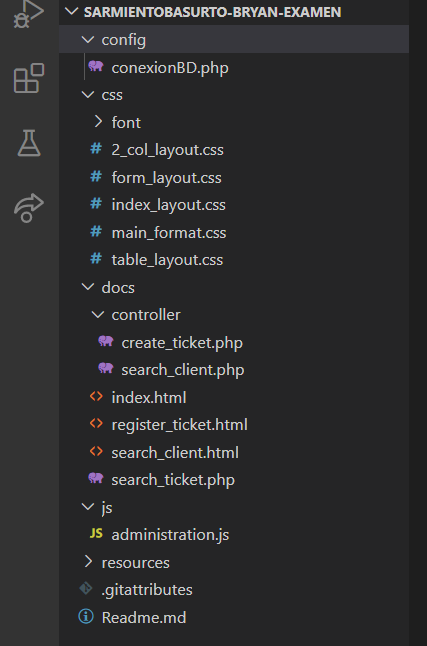 SARMIENTOBASURTO-BRYAN-EXAMEN
config
conexionBD.php
css
font
# 2_col_layout.css
# form_layout.css
# index_layout.css
# main_format.css
# table_layout.css
docs
controller
create_ticket.php
search_client.php
<> index.html
<> register_ticket.html
<> search_client.html
search_ticket.php
js
JS administration.js
resources
.gitattributes
Readme.md